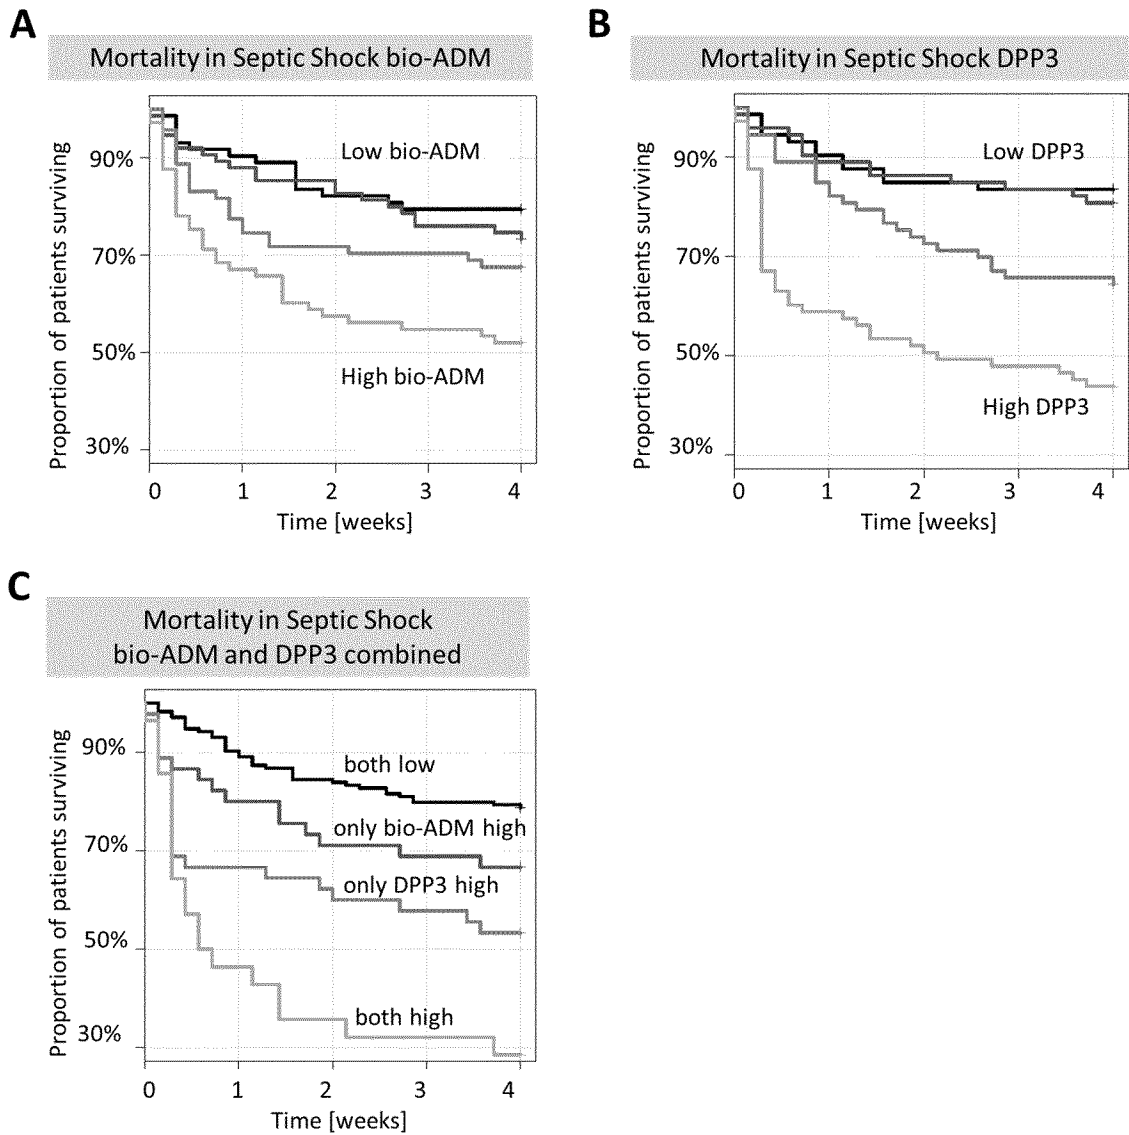 A
Mortality in Septic Shock bio-ADM
Proportion of patients surviving
90%
70%
50%
30%
Low bio-ADM
High bio-ADM
0 1 2 3 4
Time [weeks]
B
Mortality in Septic Shock DPP3
Proportion of patients surviving
90%
70%
50%
30%
Low DPP3
High DPP3
0 1 2 3 4
Time [weeks]
C
Mortality in Septic Shock
bio-ADM and DPP3 combined
Proportion of patients surviving
90%
70%
50%
30%
both low
only bio-ADM high
only DPP3 high
both high
0 1 2 3 4
Time [weeks]